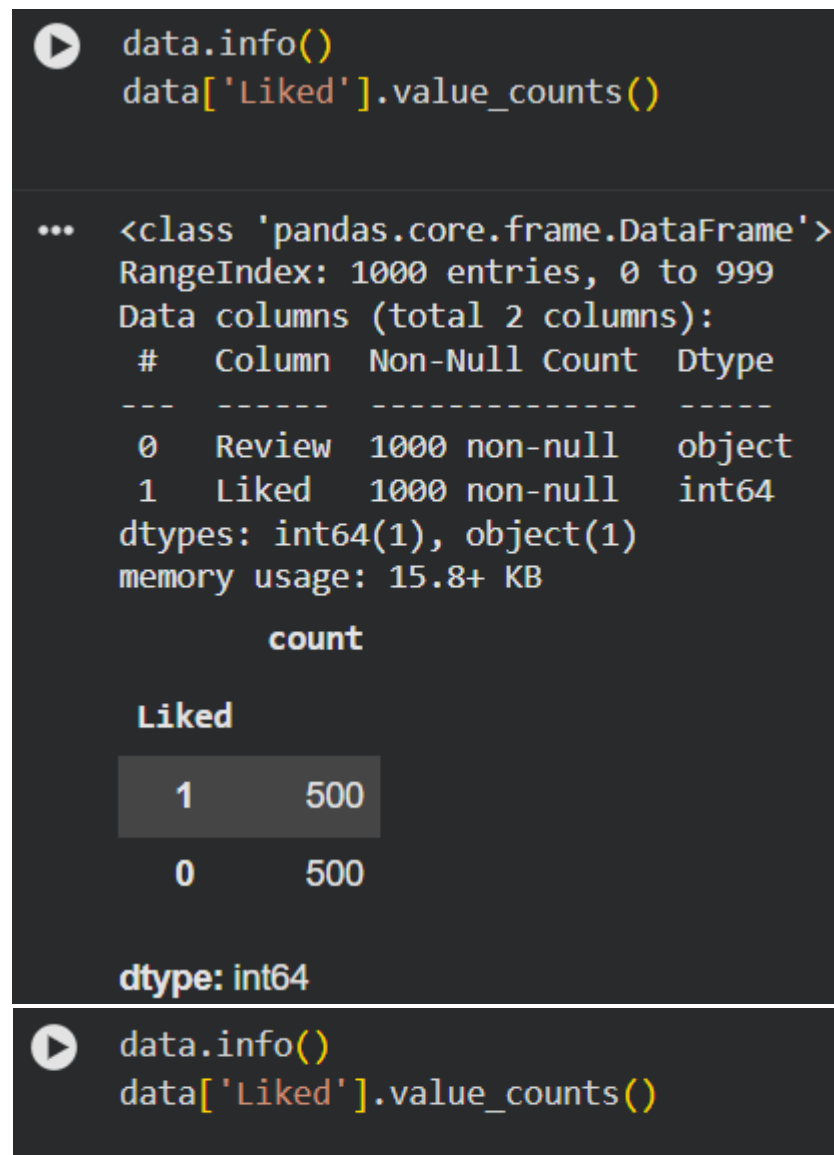 data.info()
data['Liked'].value_counts()
<class 'pandas.core.frame.DataFrame'>
RangeIndex: 1000 entries, 0 to 999
Data columns (total 2 columns):
 #   Column  Non-Null Count  Dtype
---  ------  --------------  -----
 0   Review  1000 non-null   object
 1   Liked   1000 non-null   int64
dtypes: int64(1), object(1)
memory usage: 15.8+ KB
count
Liked
1 500
0 500
dtype: int64
data.info()
data['Liked'].value_counts()